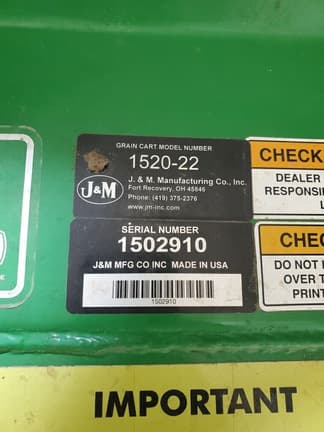 GRAIN CART MODEL NUMBER
1520-22
J&M
J. & M. Manufacturing Co., Inc.
Fort Recovery, OH 45846
Phone: (419) 375-2376
www.jm-inc.com
SERIAL NUMBER
1502910
J&M MFG CO INC MADE IN USA
1502910
CHECK
DEALER
RESPONSI
L
CHEC
DO NOT
OVER T
PRINT
IMPORTANT